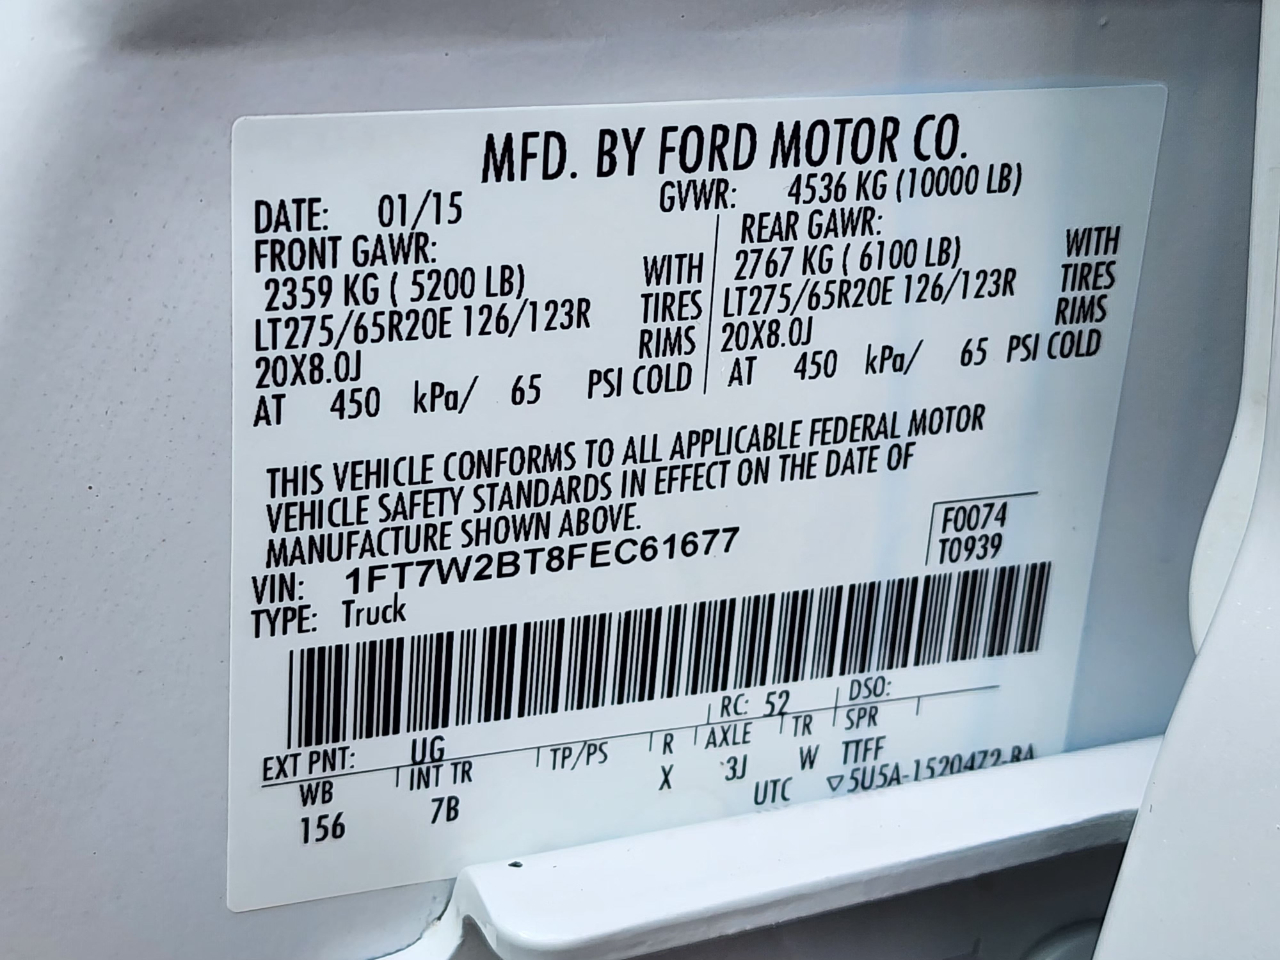 MFD. BY FORD MOTOR CO.
DATE: 01/15 GVWR: 4536 KG (10000 LB)
FRONT GAWR: REAR GAWR:
2359 KG ( 5200 LB) WITH 2767 KG ( 6100 LB) WITH
LT275/65R20E 126/123R TIRES LT275/65R20E 126/123R TIRES
20X8.0J RIMS 20X8.0J RIMS
AT 450 kPa/ 65 PSI COLD AT 450 kPa/ 65 PSI COLD
THIS VEHICLE CONFORMS TO ALL APPLICABLE FEDERAL MOTOR
VEHICLE SAFETY STANDARDS IN EFFECT ON THE DATE OF
MANUFACTURE SHOWN ABOVE.
F0074
T0939
VIN: 1FT7W2BT8FEC61677
TYPE: Truck
EXT PNT: UG RC: 52 DSO:
WB INT TR TP/PS R AXLE TR SPR
156 7B X 3J W TTFF
UTC ▽5U5A-1520472-BA